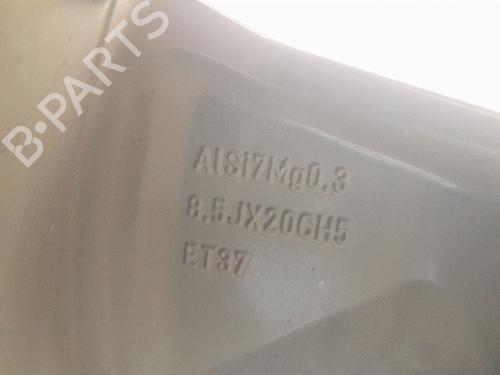 B-PARTS
AlSi7Mg0.3
8.5JX20CH5
ET37